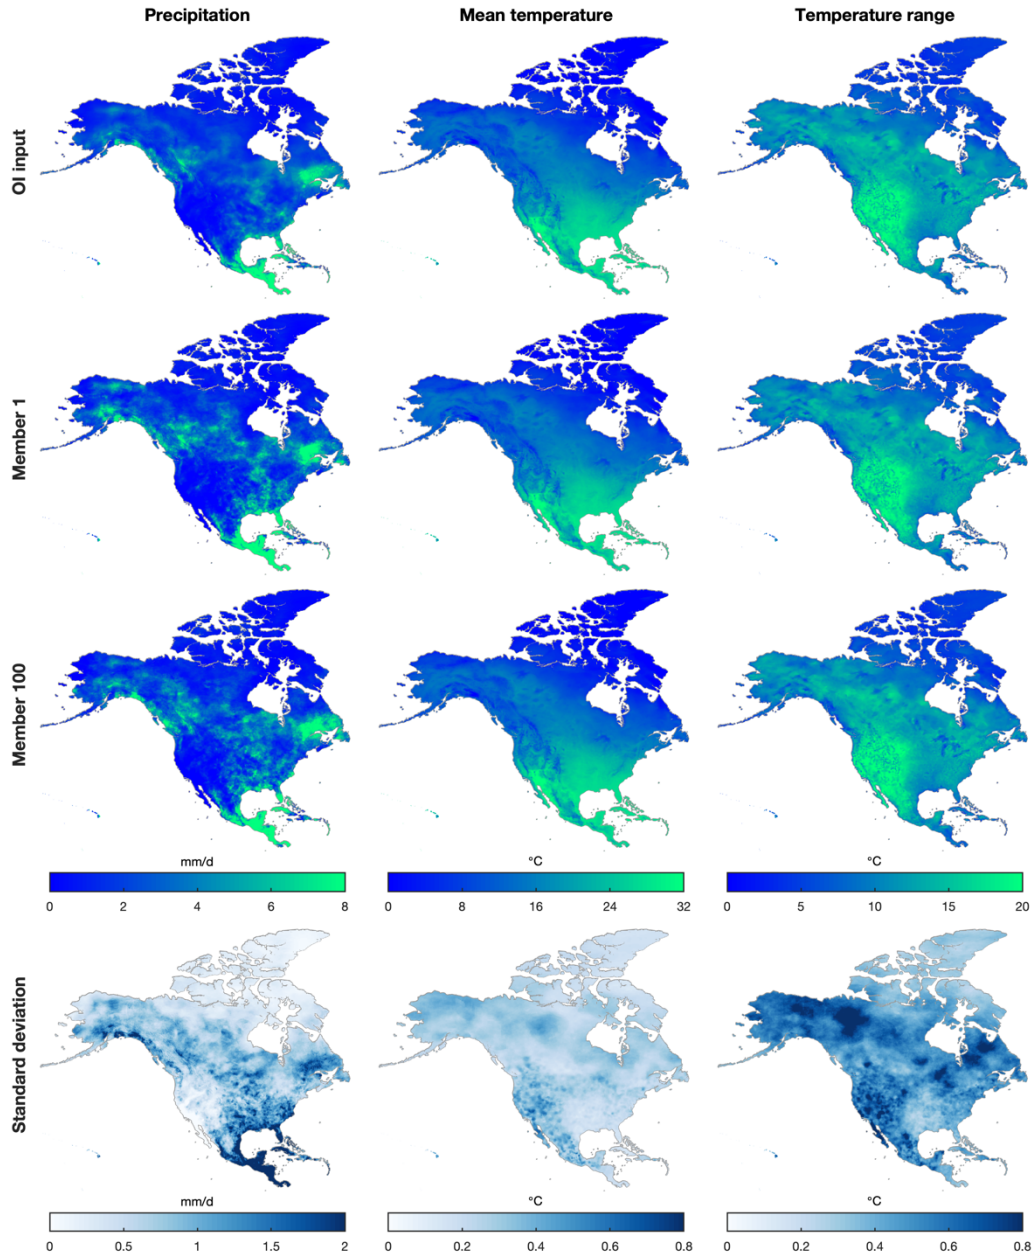 Precipitation Mean temperature Temperature range
OI input
Member 1
Member 100
mm/d °C °C
0 2 4 6 8 0 8 16 24 32 0 5 10 15 20
Standard deviation
mm/d °C °C
0 0.5 1 1.5 2 0 0.2 0.4 0.6 0.8 0 0.2 0.4 0.6 0.8